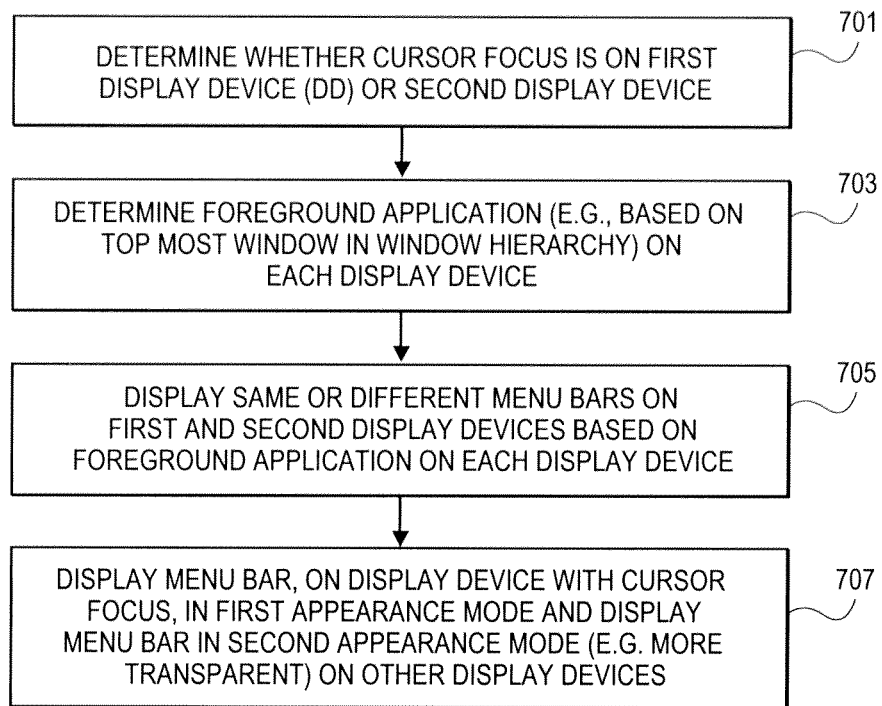 701
DETERMINE WHETHER CURSOR FOCUS IS ON FIRST
DISPLAY DEVICE (DD) OR SECOND DISPLAY DEVICE
703
DETERMINE FOREGROUND APPLICATION (E.G., BASED ON
TOP MOST WINDOW IN WINDOW HIERARCHY) ON
EACH DISPLAY DEVICE
705
DISPLAY SAME OR DIFFERENT MENU BARS ON
FIRST AND SECOND DISPLAY DEVICES BASED ON
FOREGROUND APPLICATION ON EACH DISPLAY DEVICE
707
DISPLAY MENU BAR, ON DISPLAY DEVICE WITH CURSOR
FOCUS, IN FIRST APPEARANCE MODE AND DISPLAY
MENU BAR IN SECOND APPEARANCE MODE (E.G. MORE
TRANSPARENT) ON OTHER DISPLAY DEVICES